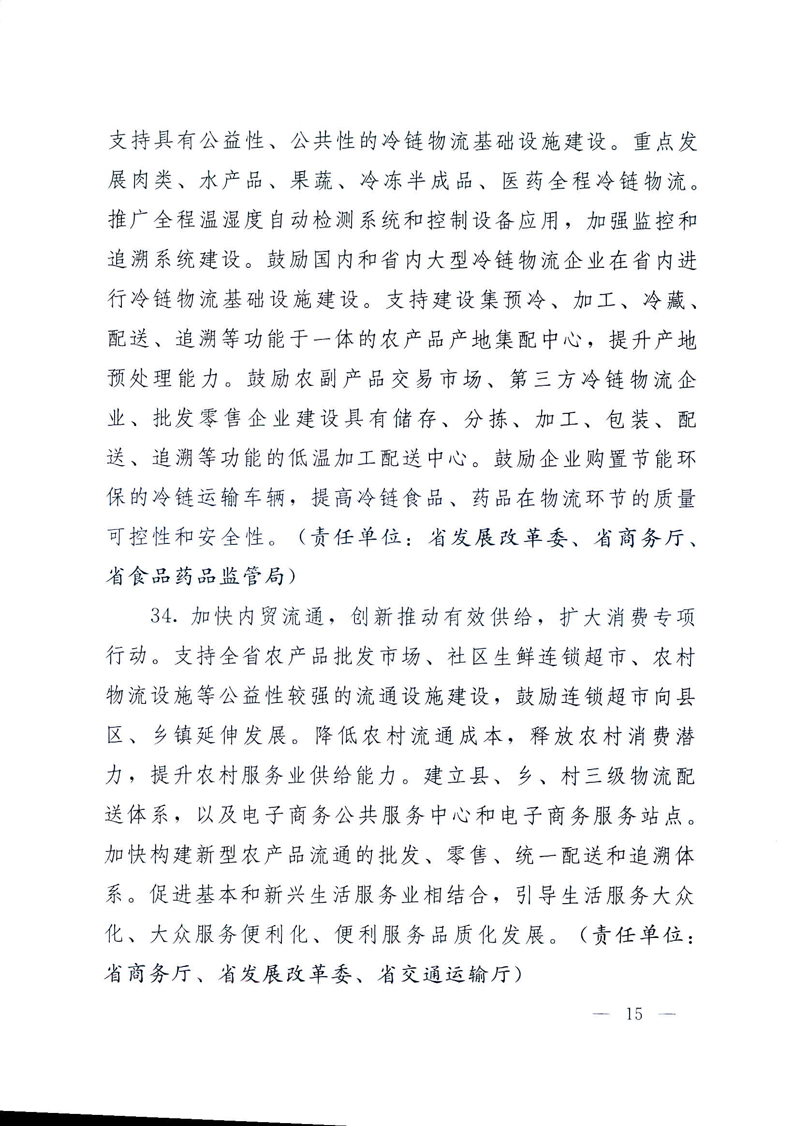 支持具有公益性、公共性的冷链物流基础设施建设。重点发
展肉类、水产品、果蔬、冷冻半成品、医药全程冷链物流。
推广全程温湿度自动检测系统和控制设备应用，加强监控和
追溯系统建设。鼓励国内和省内大型冷链物流企业在省内进
行冷链物流基础设施建设。支持建设集预冷、加工、冷藏、
配送、追溯等功能于一体的农产品产地集配中心，提升产地
预处理能力。鼓励农副产品交易市场、第三方冷链物流企
业、批发零售企业建设具有储存、分拣、加工、包装、配
送、追溯等功能的低温加工配送中心。鼓励企业购置节能环
保的冷链运输车辆，提高冷链食品、药品在物流环节的质量
可控性和安全性。（责任单位：省发展改革委、省商务厅、
省食品药品监管局）
34. 加快内贸流通，创新推动有效供给，扩大消费专项
行动。支持全省农产品批发市场、社区生鲜连锁超市、农村
物流设施等公益性较强的流通设施建设，鼓励连锁超市向县
区、乡镇延伸发展。降低农村流通成本，释放农村消费潜
力，提升农村服务业供给能力。建立县、乡、村三级物流配
送体系，以及电子商务公共服务中心和电子商务服务站点。
加快构建新型农产品流通的批发、零售、统一配送和追溯体
系。促进基本和新兴生活服务业相结合，引导生活服务大众
化、大众服务便利化、便利服务品质化发展。（责任单位：
省商务厅、省发展改革委、省交通运输厅）
— 15 —